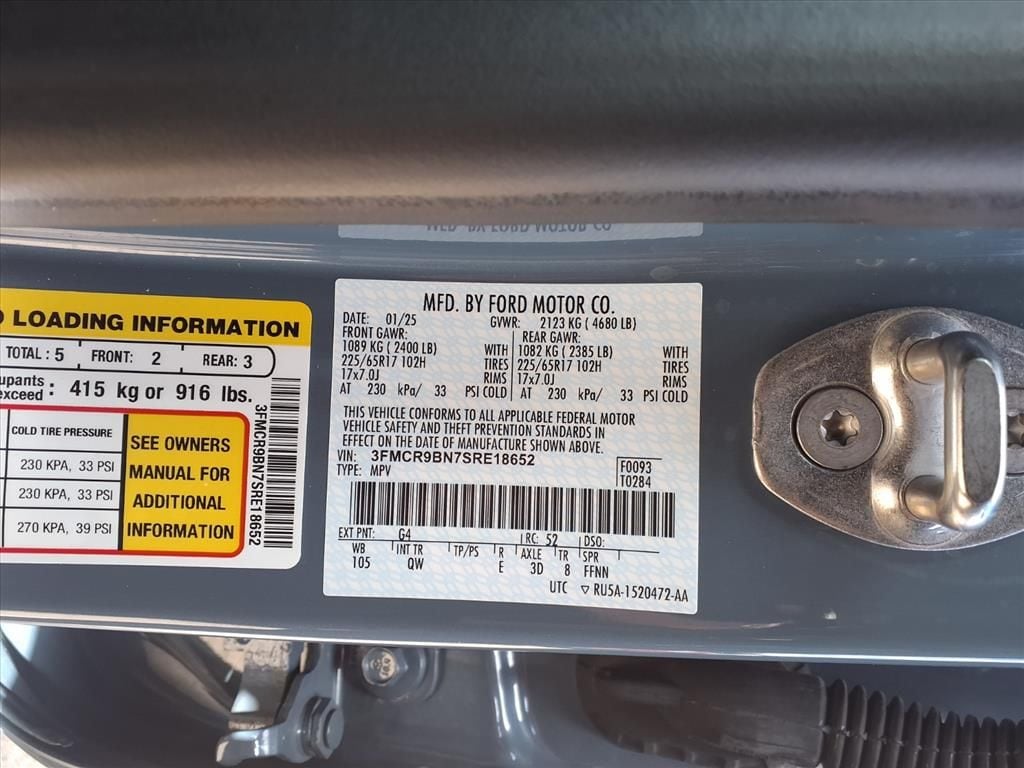 LOADING INFORMATION
TOTAL : 5 FRONT: 2 REAR: 3
upants
exceed : 415 kg or 916 lbs.
COLD TIRE PRESSURE
230 KPA, 33 PSI
230 KPA, 33 PSI
270 KPA, 39 PSI
SEE OWNERS
MANUAL FOR
ADDITIONAL
INFORMATION
3FMCR9BN7SRE18652
MFD. BY FORD MOTOR CO.
DATE: 01/25 GVWR: 2123 KG ( 4680 LB)
FRONT GAWR: REAR GAWR:
1089 KG ( 2400 LB) WITH 1082 KG ( 2385 LB) WITH
225/65R17 102H TIRES 225/65R17 102H TIRES
17x7.0J RIMS 17x7.0J RIMS
AT 230 kPa/ 33 PSI COLD AT 230 kPa/ 33 PSI COLD
THIS VEHICLE CONFORMS TO ALL APPLICABLE FEDERAL MOTOR
VEHICLE SAFETY AND THEFT PREVENTION STANDARDS IN
EFFECT ON THE DATE OF MANUFACTURE SHOWN ABOVE.
VIN: 3FMCR9BN7SRE18652
TYPE: MPV
F0093
T0284
EXT PNT: G4 RC: 52 DSO:
WB INT TR TP/PS R AXLE TR SPR
105 QW E 3D 8 FFNN
UTC ▽ RU5A-1520472-AA